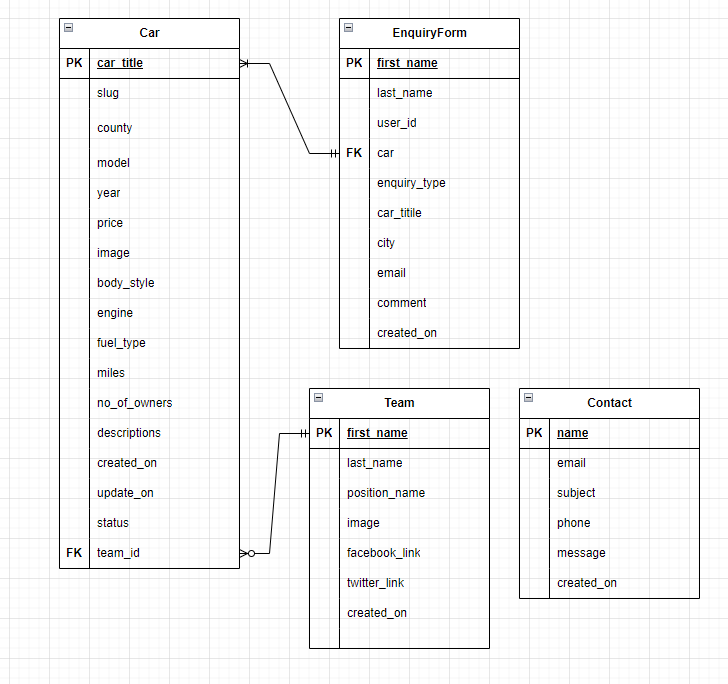 Car
PK car_title
slug
county
model
year
price
image
body_style
engine
fuel_type
miles
no_of_owners
descriptions
created_on
update_on
status
FK team_id
EnquiryForm
PK first_name
last_name
user_id
FK car
enquiry_type
car_titile
city
email
comment
created_on
Team
PK first_name
last_name
position_name
image
facebook_link
twitter_link
created_on
Contact
PK name
email
subject
phone
message
created_on